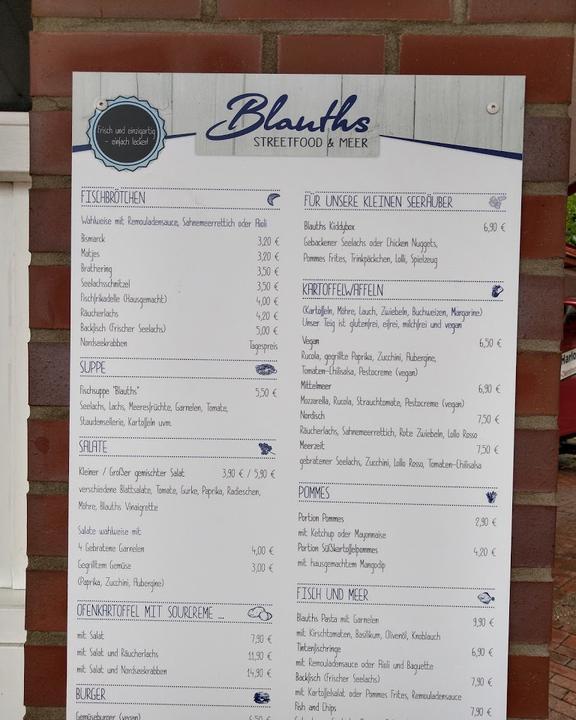 frisch und einzigartig
- einfach lecker!
Blauths
STREETFOOD & MEER
FISCHBRÖTCHEN
Wahlweise mit Remouladensauce, Sahnemeerrettich oder Aioli
Bismarck 3,20 €
Matjes 3,20 €
Brathering 3,50 €
Seelachsschnitzel 3,50 €
Fischfrikadelle (Hausgemacht) 4,00 €
Räucherlachs 4,20 €
Backfisch (Frischer Seelachs) 5,00 €
Nordseekrabben Tagespreis
SUPPE
Fischsuppe "Blauths" 5,50 €
Seelachs, Lachs, Meeresfrüchte, Garnelen, Tomate,
Staudensellerie, Kartoffeln uvm.
SALATE
Kleiner / Großer gemischter Salat 3,90 € / 5,90 €
verschiedene Blattsalate, Tomate, Gurke, Paprika, Radieschen,
Möhre, Blauths Vinaigrette
Salate wahlweise mit:
4 Gebratene Garnelen 4,00 €
Gegrilltem Gemüse 3,00 €
(Paprika, Zucchini, Aubergine)
OFENKARTOFFEL MIT SOURCREME ...
mit Salat 7,90 €
mit Salat und Räucherlachs 11,90 €
mit Salat und Nordseekrabben 14,90 €
BURGER
Gemüseburger (vegan)
FÜR UNSERE KLEINEN SEERÄUBER
Blauths Kiddybox 6,90 €
Gebackener Seelachs oder Chicken Nuggets,
Pommes Frites, Trinkpäckchen, Lolli, Spielzeug
KARTOFFELWAFFELN
(Kartoffeln, Möhre, Lauch, Zwiebeln, Buchweizen, Margarine)
Unser Teig ist glutenfrei, eifrei, milchfrei und vegan
Vegan 6,50 €
Rucola, gegrillte Paprika, Zucchini, Aubergine,
Tomaten-Chilisalsa, Pestocreme (vegan)
Mittelmeer 6,90 €
Mozzarella, Rucola, Strauchtomate, Pestocreme (vegan)
Nordisch 7,50 €
Räucherlachs, Sahnemeerrettich, Rote Zwiebeln, Lollo Rosso
Meerzeit 7,50 €
gebratener Seelachs, Zucchini, Lollo Rosso, Tomaten-Chilisalsa
POMMES
Portion Pommes 2,90 €
mit Ketchup oder Mayonnaise
Portion Süßkartoffelpommes 4,20 €
mit hausgemachtem Mangodip
FISCH UND MEER
Blauths Pasta mit Garnelen 9,90 €
mit Kirschtomaten, Basilikum, Olivenöl, Knoblauch
Tintenfischringe 6,90 €
mit Remouladensauce oder Aioli und Baguette
Backfisch (Frischer Seelachs) 7,90 €
mit Kartoffelsalat oder Pommes Frites, Remouladensauce
Fish and Chips 7,90 €